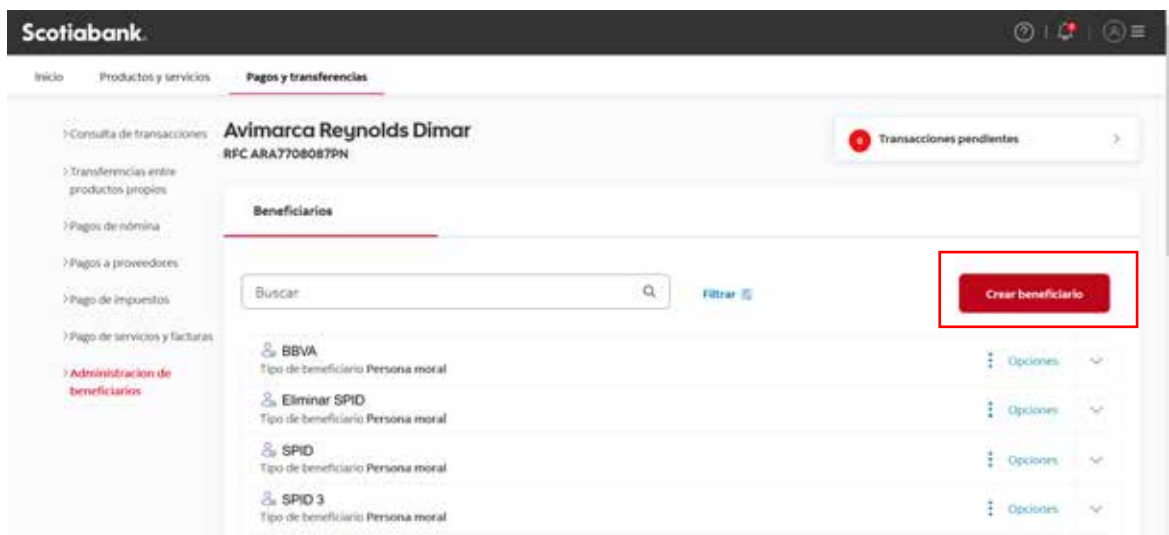 Scotiabank.
Inicio Productos y servicios Pagos y transferencias
Consulta de transacciones
Transferencias entre
productos propios
Pagos de nómina
Pagos a proveedores
Pago de impuestos
Pago de servicios y facturas
Administracion de
beneficiarios
Avimarca Reynolds Dimar
RFC ARA7708087PN
Transacciones pendientes
Beneficiarios
Buscar
Filtrar
Crear beneficiario
BBVA
Tipo de beneficiario Persona moral
Opciones
Eliminar SPID
Tipo de beneficiario Persona moral
Opciones
SPID
Tipo de beneficiario Persona moral
Opciones
SPID 3
Tipo de beneficiario Persona moral
Opciones